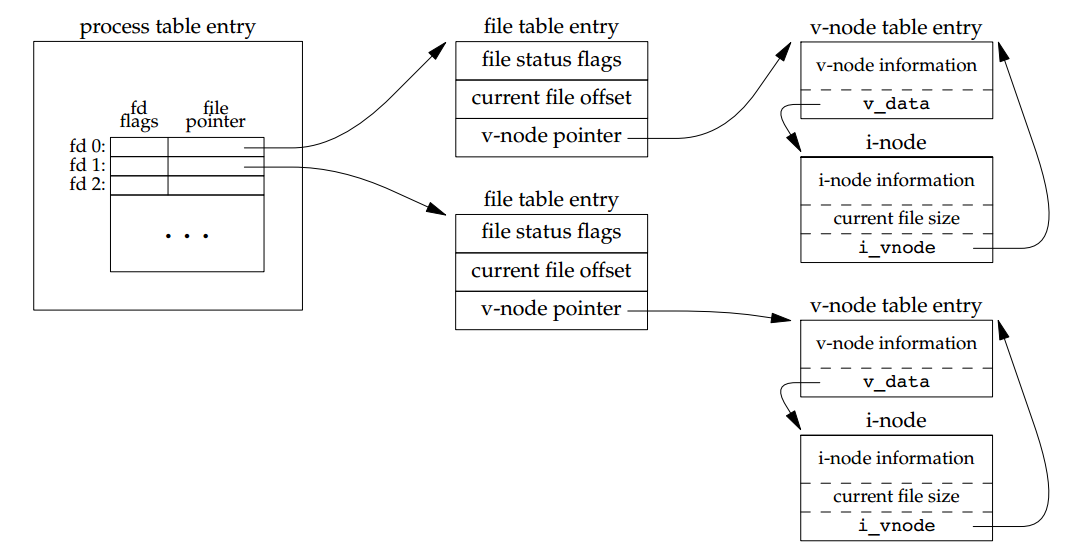 process table entry
fd
flags
file
pointer
fd 0:
fd 1:
fd 2:
. . .
file table entry
file status flags
current file offset
v-node pointer
file table entry
file status flags
current file offset
v-node pointer
v-node table entry
v-node information
v_data
i-node
i-node information
current file size
i_vnode
v-node table entry
v-node information
v_data
i-node
i-node information
current file size
i_vnode